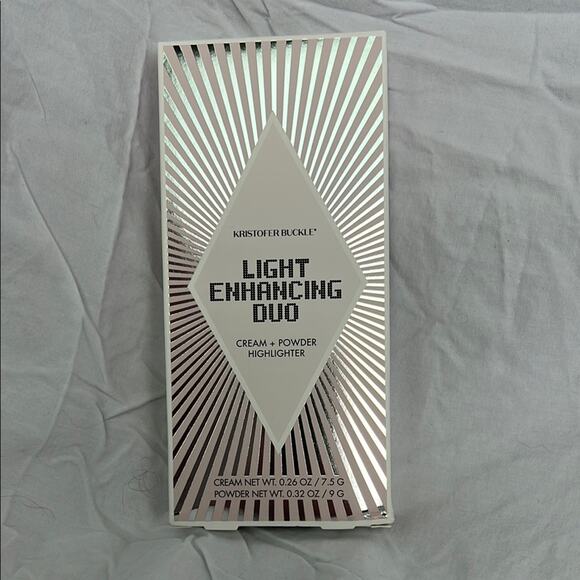 KRISTOFER BUCKLE®
LIGHT
ENHANCING
DUO
CREAM + POWDER
HIGHLIGHTER
CREAM NET WT. 0.26 OZ / 7.5 G
POWDER NET WT. 0.32 OZ / 9 G